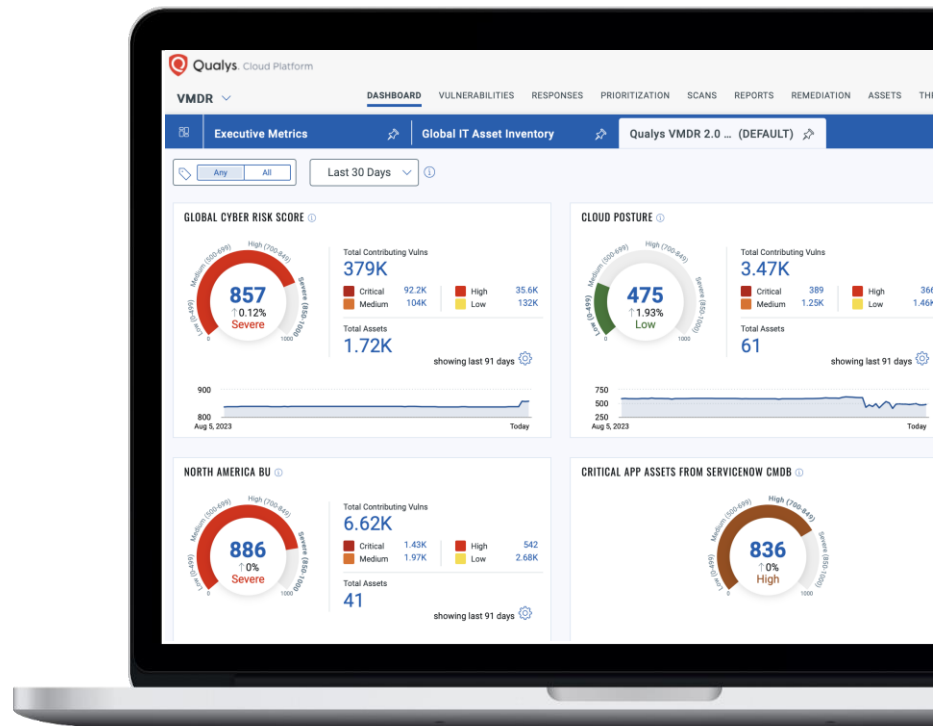 Qualys. Cloud Platform
VMDR
DASHBOARD VULNERABILITIES RESPONSES PRIORITIZATION SCANS REPORTS REMEDIATION ASSETS
Executive Metrics Global IT Asset Inventory Qualys VMDR 2.0 ... (DEFAULT)
Any All Last 30 Days
GLOBAL CYBER RISK SCORE
Low (0-499) Medium (500-699) High (700-849) Severe (850-1000)
857
↑0.12%
Severe
0 1000
Total Contributing Vulns
379K
Critical 92.2K High 35.6K
Medium 104K Low 132K
Total Assets
1.72K
showing last 91 days
900
800
Aug 5, 2023 Today
CLOUD POSTURE
Low (0-499) Medium (500-699) High (700-849) Severe (850-1000)
475
↑1.93%
Low
0 1000
Total Contributing Vulns
3.47K
Critical 389 High 366
Medium 1.25K Low 1.46K
Total Assets
61
showing last 91 days
750
500
250
Aug 5, 2023 Today
NORTH AMERICA BU
Low (0-499) Medium (500-699) High (700-849) Severe (850-1000)
886
↑0%
Severe
0 1000
Total Contributing Vulns
6.62K
Critical 1.43K High 542
Medium 1.97K Low 2.68K
Total Assets
41
showing last 91 days
CRITICAL APP ASSETS FROM SERVICENOW CMDB
Low (0-499) Medium (500-699) High (700-849) Severe (850-1000)
836
↑0%
High
0 1000